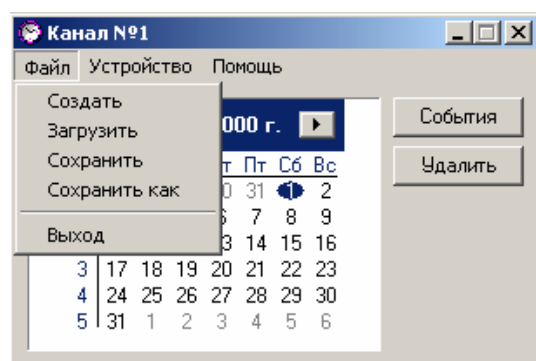 Канал №1
Файл Устройство Помощь
Создать
Загрузить
Сохранить
Сохранить как
Выход
000 г.
События
Удалить
т Пт Сб Вс
0 31 1 2
6 7 8 9
3 14 15 16
3 17 18 19 20 21 22 23
4 24 25 26 27 28 29 30
5 31 1 2 3 4 5 6